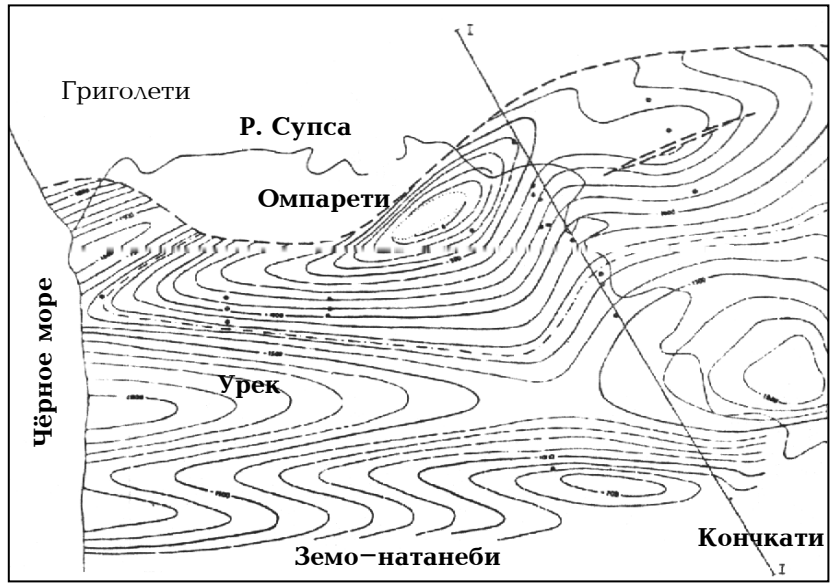 I
Григолети
Р. Супса
Омпарети
Чёрное море
Урек
Земо-натанеби
Кончкати
I